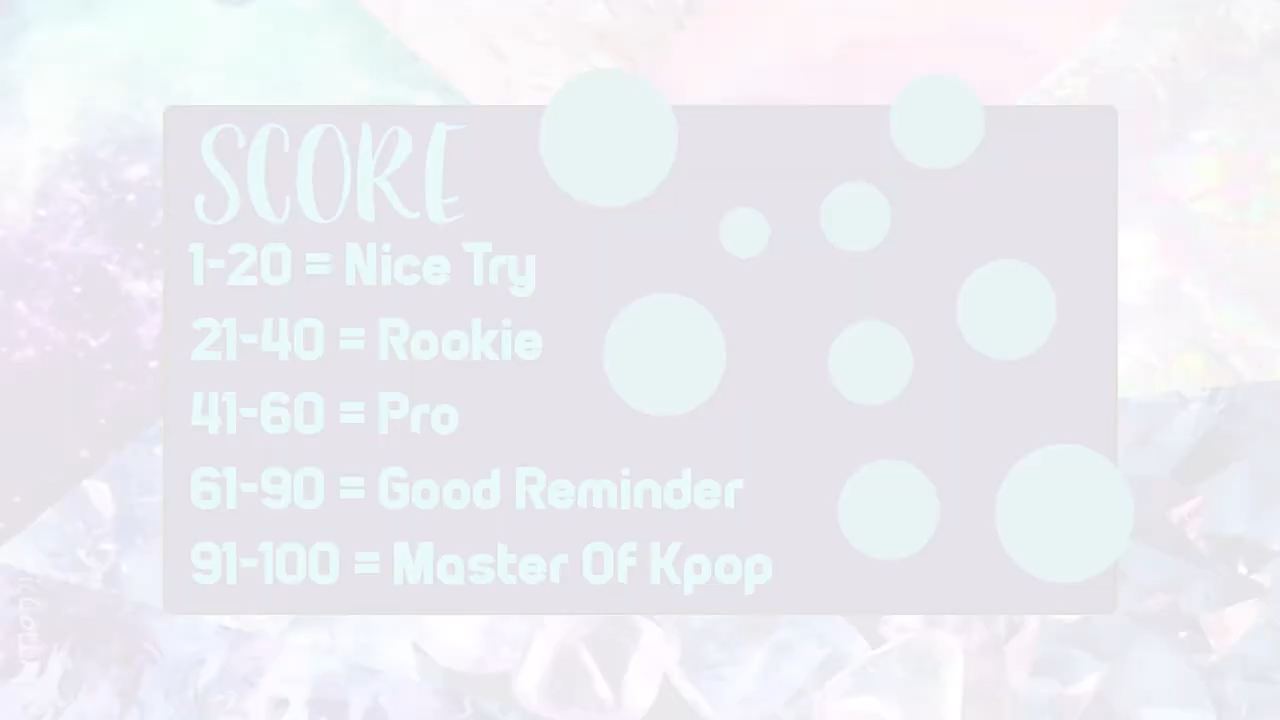 SCORE
1-20 = Nice Try
21-40 = Rookie
41-60 = Pro
61-90 = Good Reminder
91-100 = Master Of Kpop